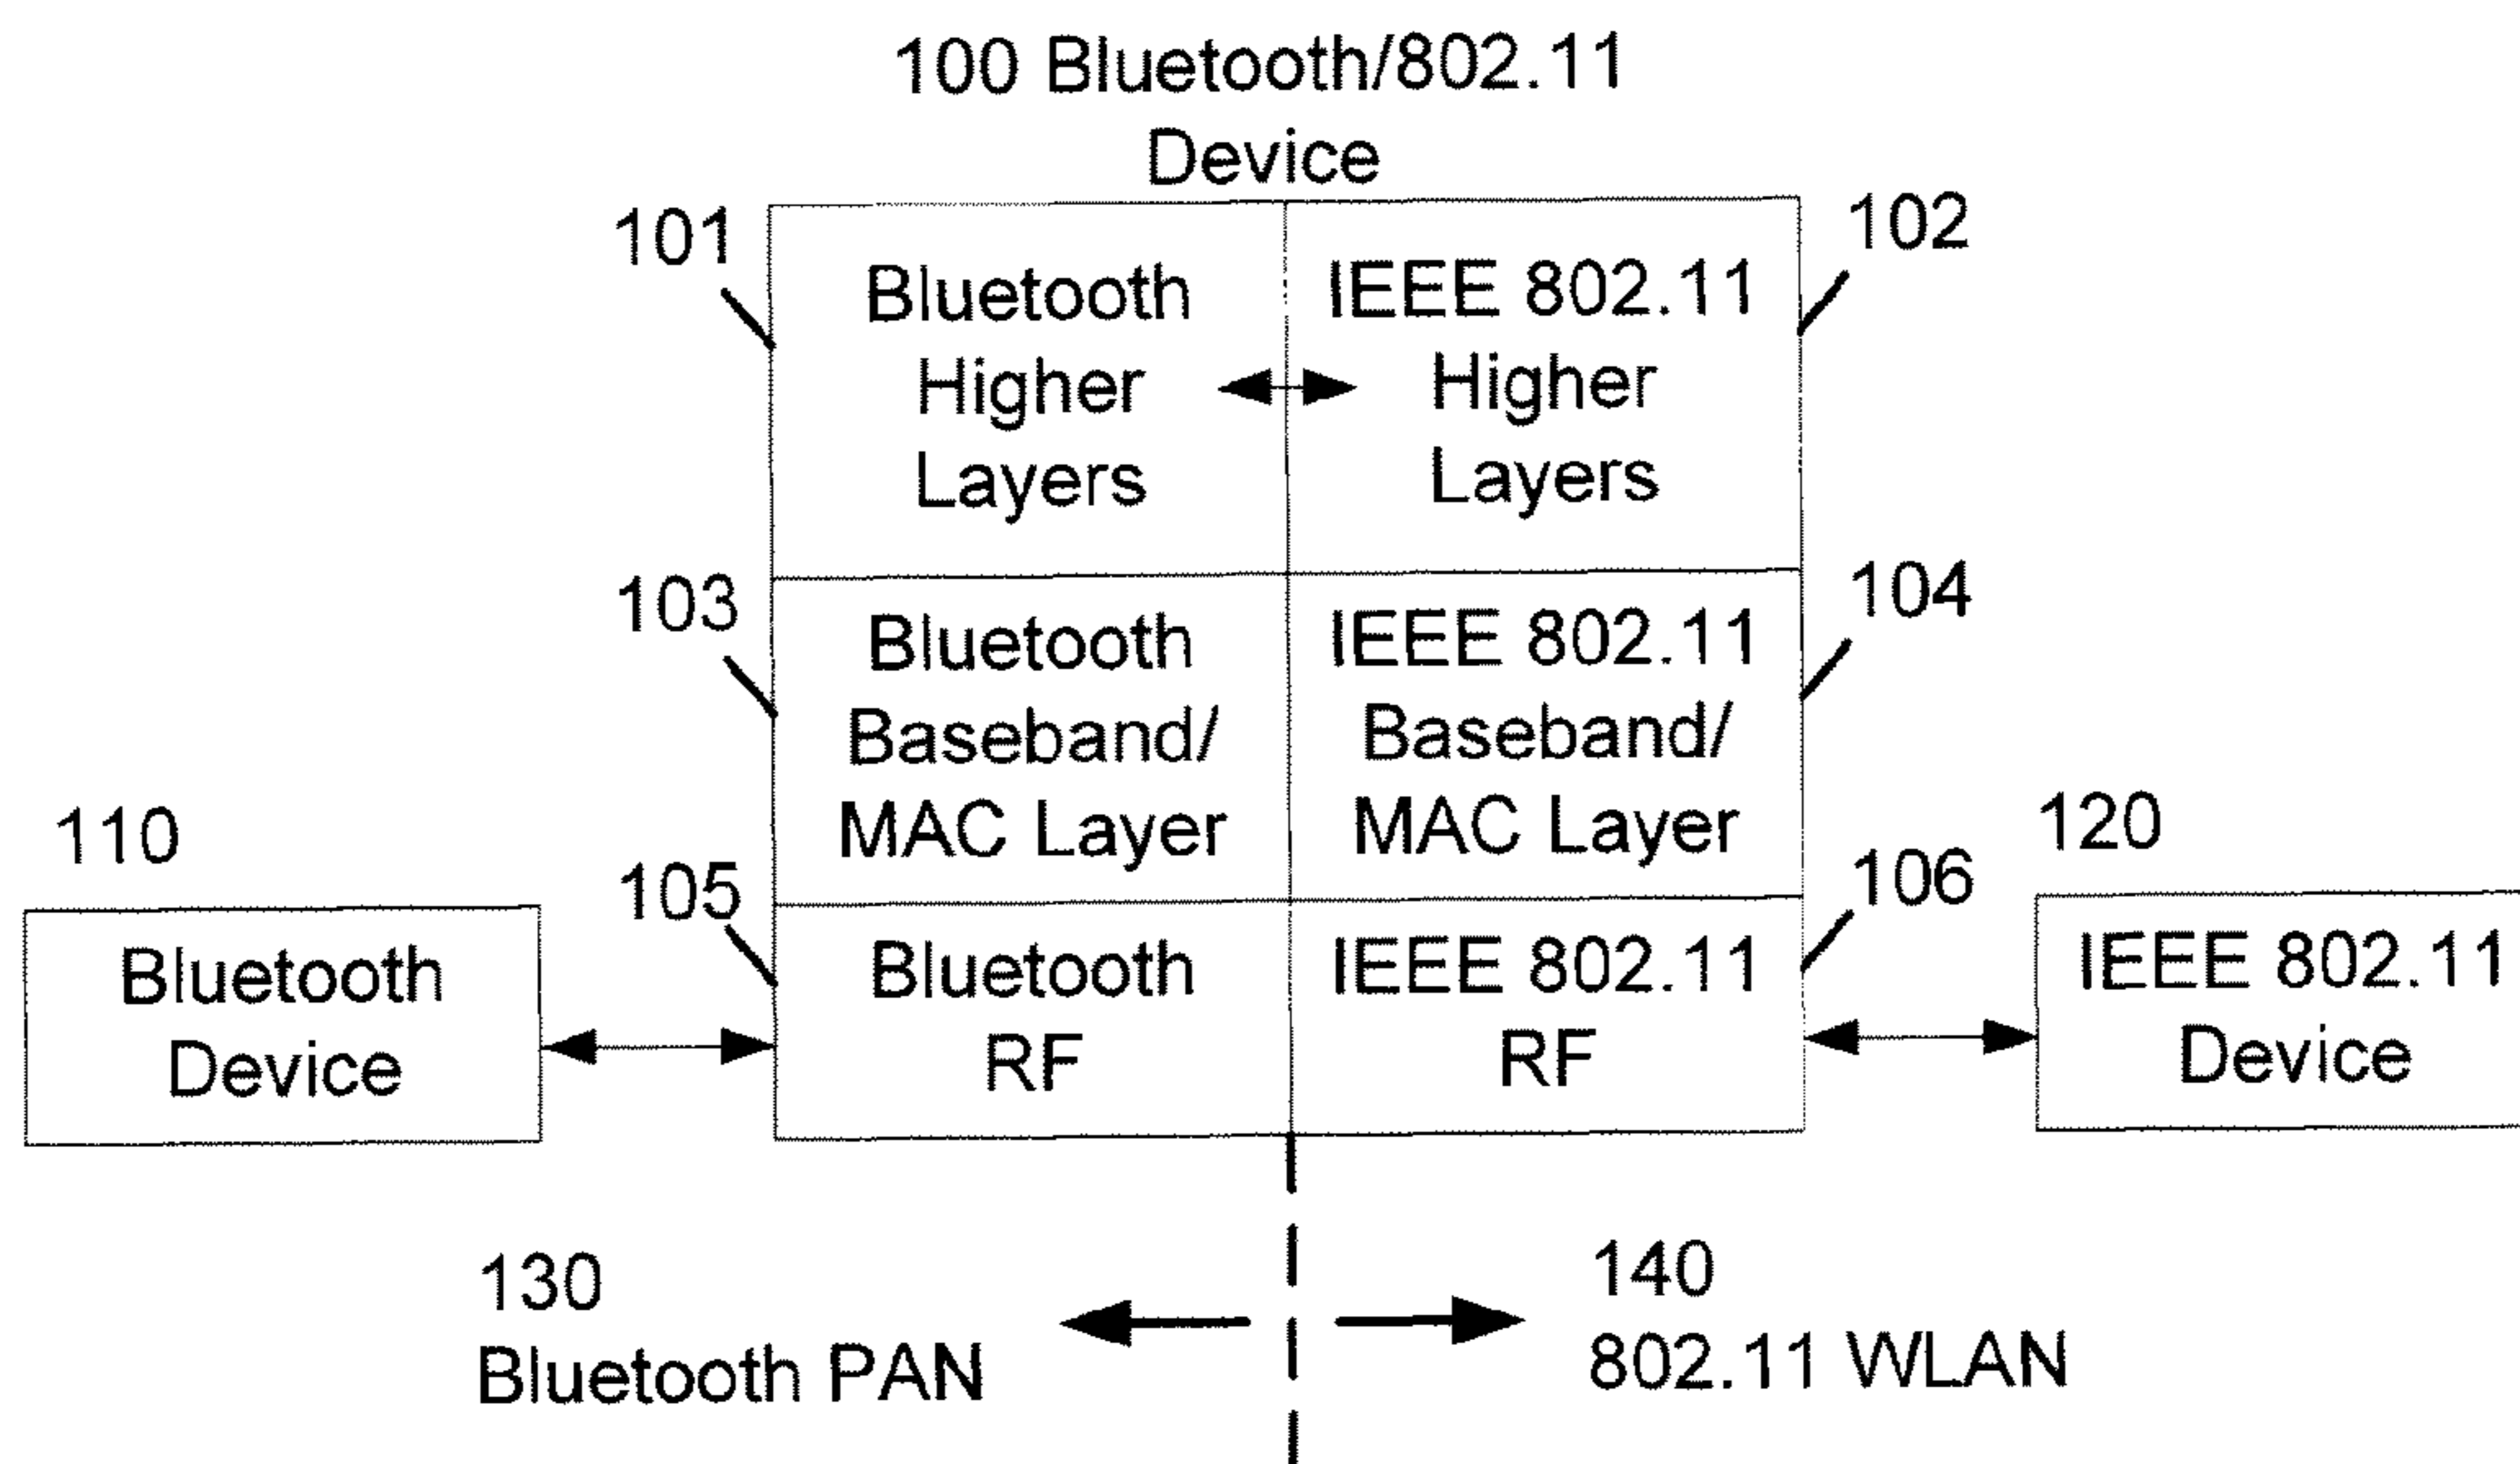 100 Bluetooth/802.11
Device
101
102
Bluetooth
Higher
Layers
IEEE 802.11
Higher
Layers
103
104
Bluetooth
Baseband/
MAC Layer
IEEE 802.11
Baseband/
MAC Layer
110
120
105
106
Bluetooth
Device
Bluetooth
RF
IEEE 802.11
RF
IEEE 802.11
Device
130
Bluetooth PAN
140
802.11 WLAN